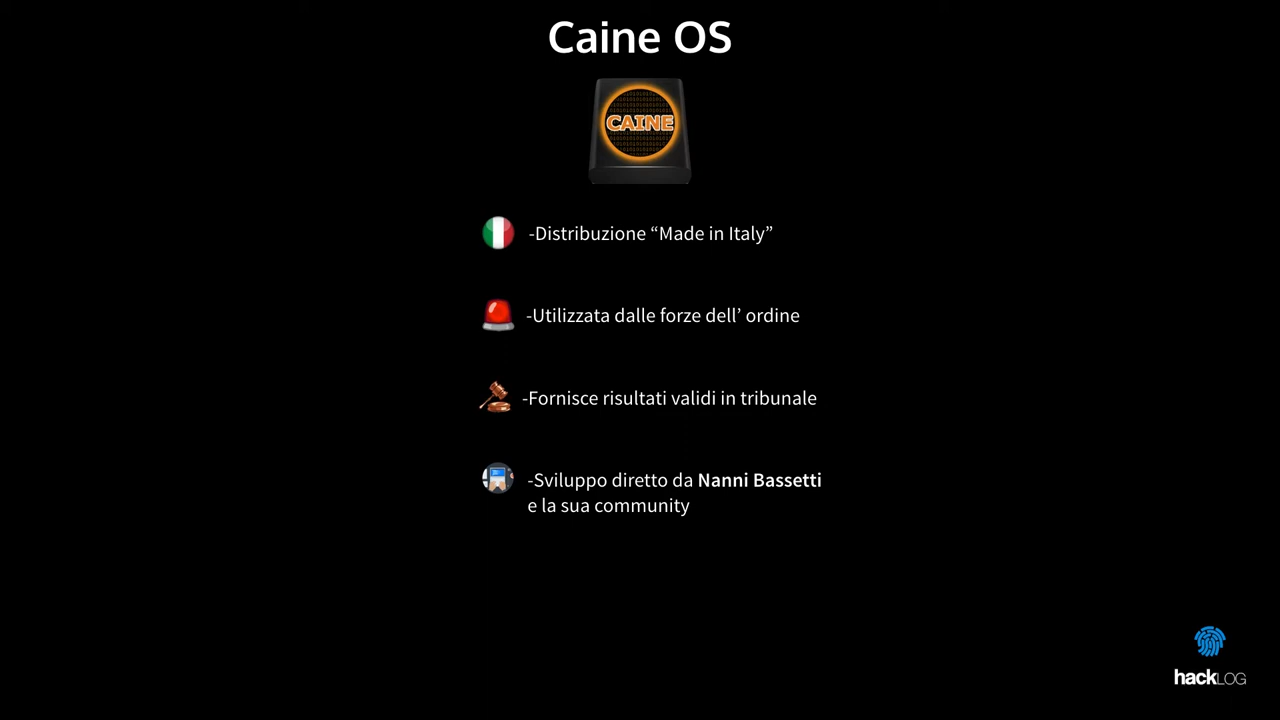 Caine OS
CAINE
-Distribuzione “Made in Italy”
-Utilizzata dalle forze dell’ ordine
-Fornisce risultati validi in tribunale
-Sviluppo diretto da Nanni Bassetti
e la sua community
hackLOG